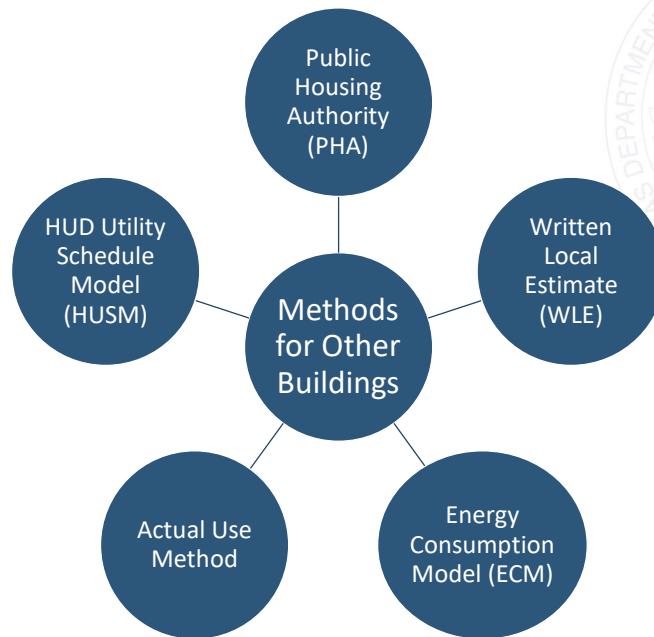 Public
Housing
Authority
(PHA)
HUD Utility
Schedule
Model
(HUSM)
Written
Local
Estimate
(WLE)
Methods
for Other
Buildings
Actual Use
Method
Energy
Consumption
Model (ECM)